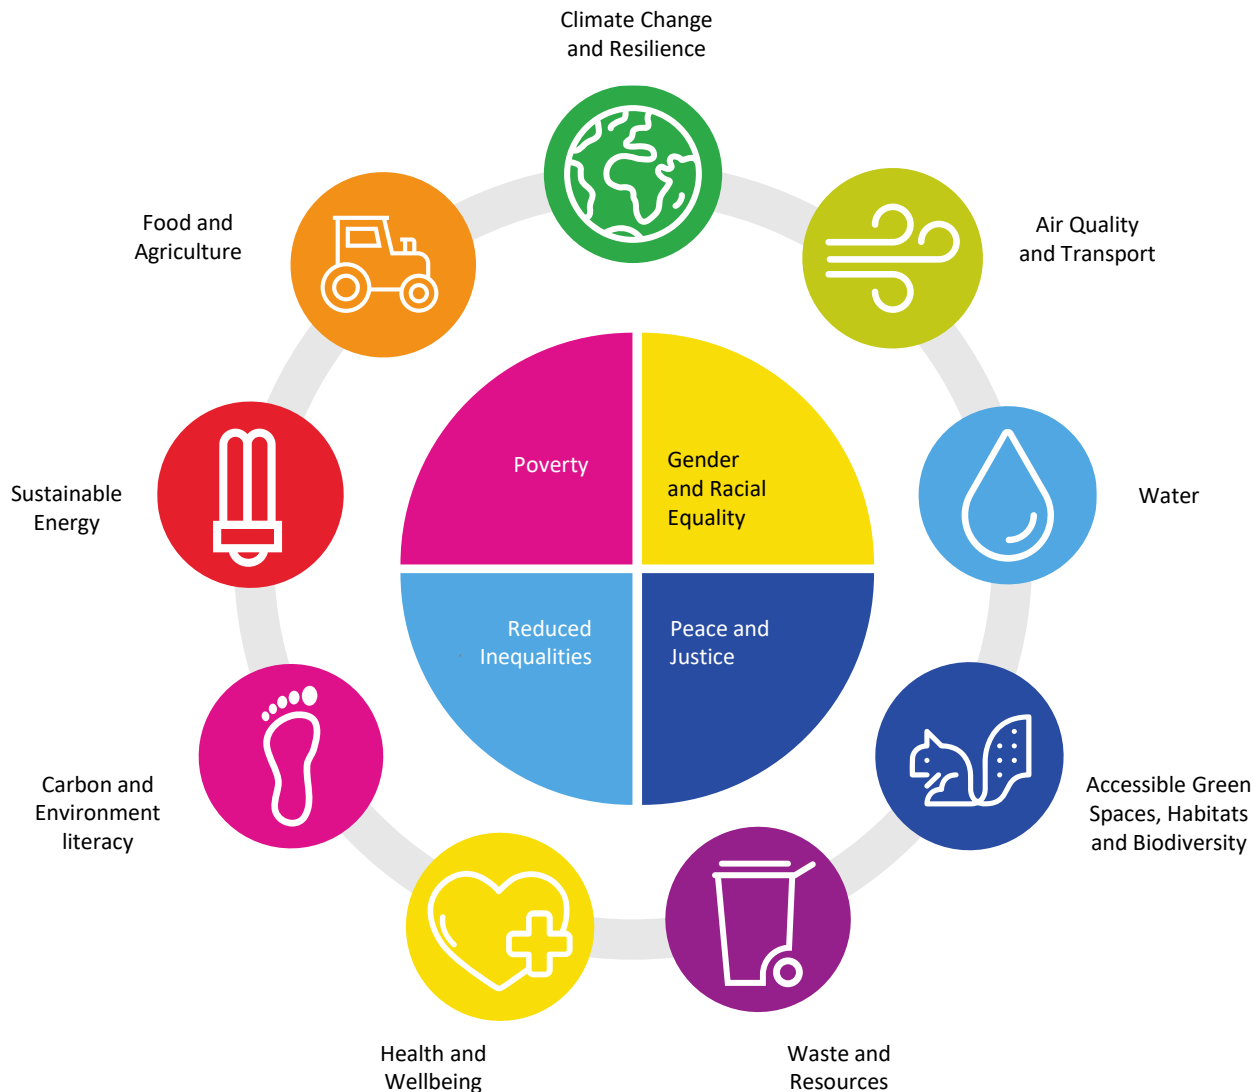 Climate Change
and Resilience
Food and
Agriculture
Air Quality
and Transport
Poverty
Gender
and Racial
Equality
Sustainable
Energy
Water
Reduced
Inequalities
Peace and
Justice
Carbon and
Environment
literacy
Accessible Green
Spaces, Habitats
and Biodiversity
Health and
Wellbeing
Waste and
Resources